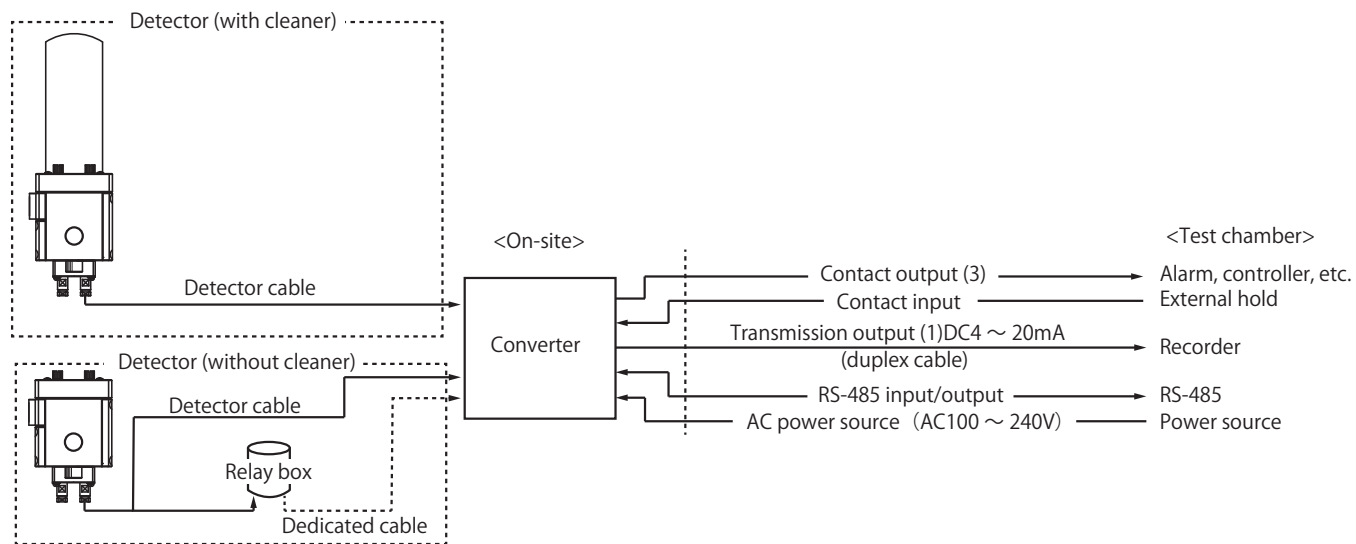 Detector (with cleaner)
Detector cable
Detector (without cleaner)
Detector cable
Relay box
Dedicated cable
<On-site>
Converter
<Test chamber>
Contact output (3)
Alarm, controller, etc.
Contact input
External hold
Transmission output (1)DC4 ～ 20mA
(duplex cable)
Recorder
RS-485 input/output
RS-485
AC power source（AC100 ～ 240V）
Power source